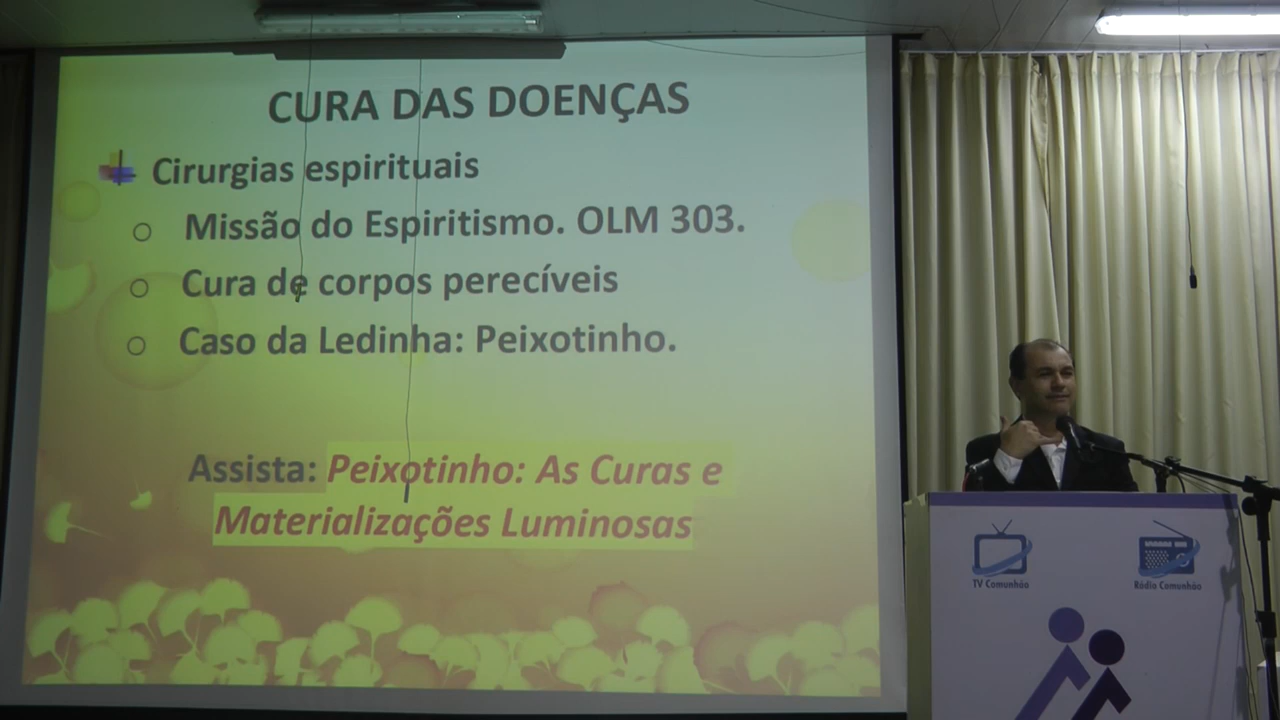 CURA DAS DOENÇAS
Cirurgias espirituais
Missão do Espiritismo. OLM 303.
Cura de corpos perecíveis
Caso da Ledinha: Peixotinho.
Assista: Peixotinho: As Curas e
Materializações Luminosas
TV Comunhão
Rádio Comunhão